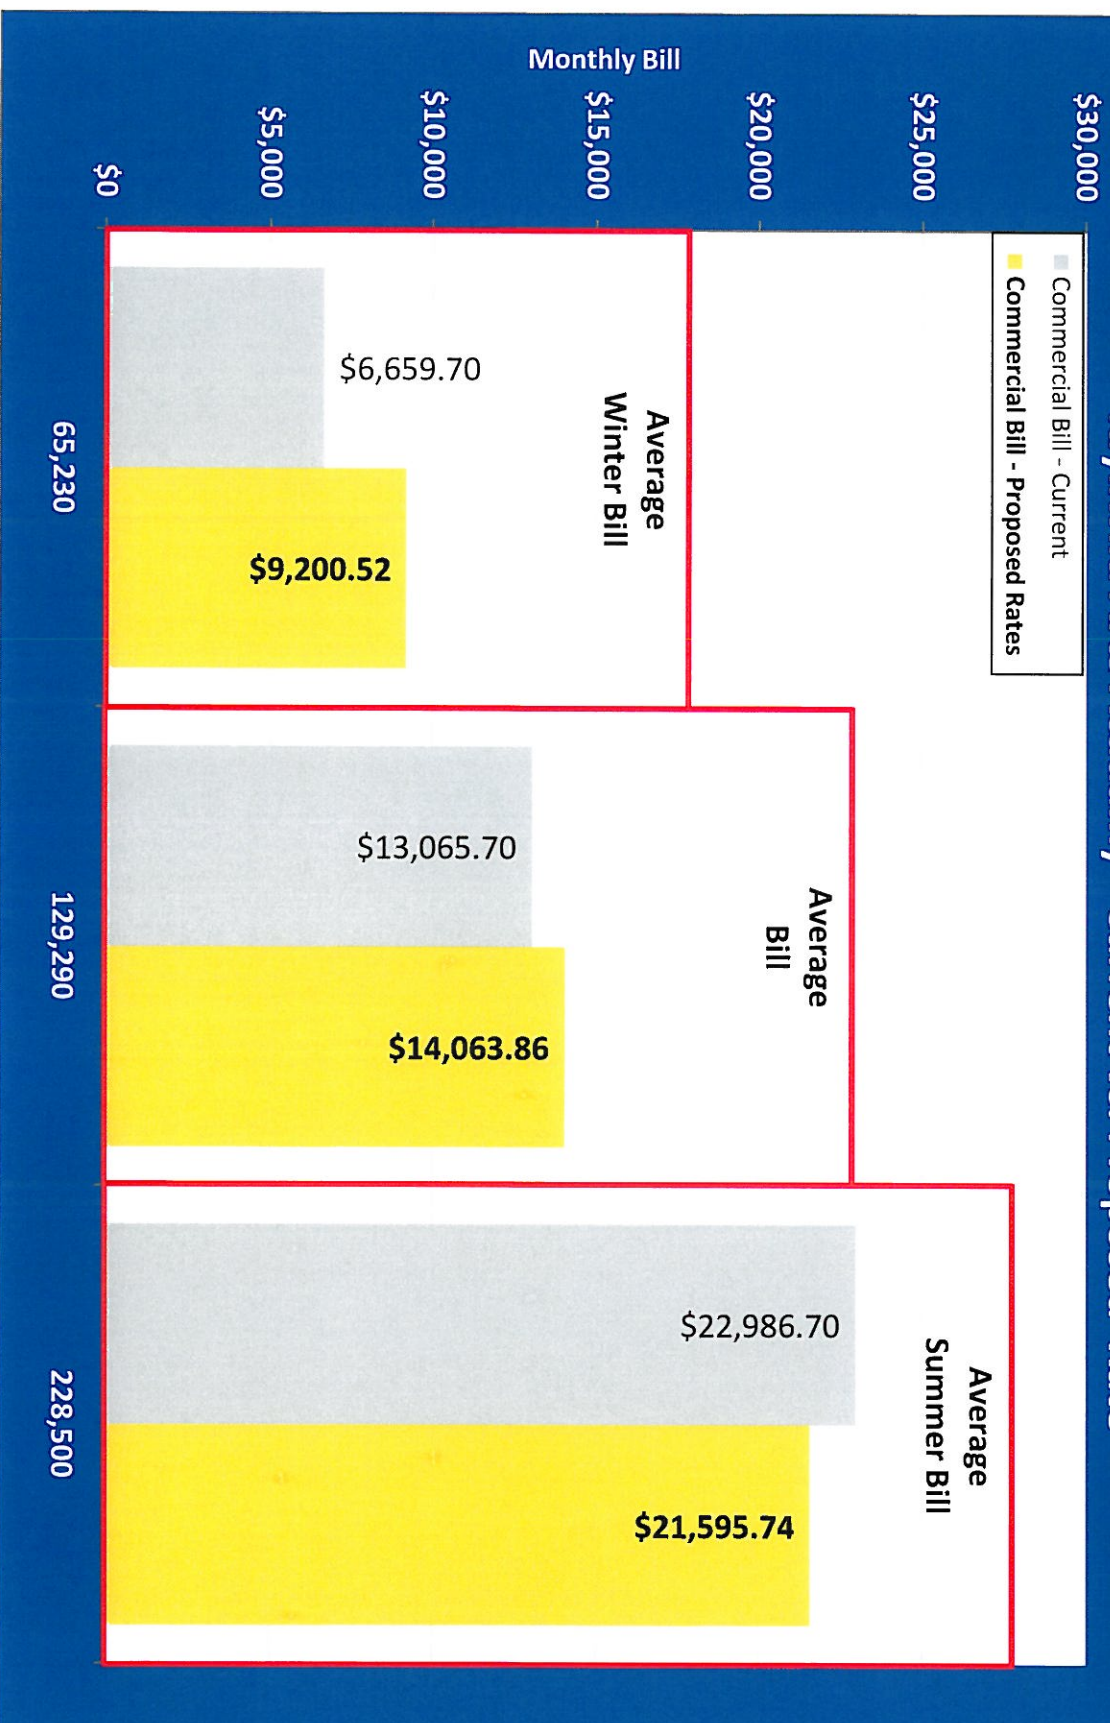 Commercial Bill - Current
Commercial Bill - Proposed Rates
$30,000
$25,000
$20,000
$15,000
$10,000
$5,000
$0
Monthly Bill
Average
Winter Bill
$6,659.70
$9,200.52
Average
Bill
$13,065.70
$14,063.86
Average
Summer Bill
$22,986.70
$21,595.74
65,230
129,290
228,500